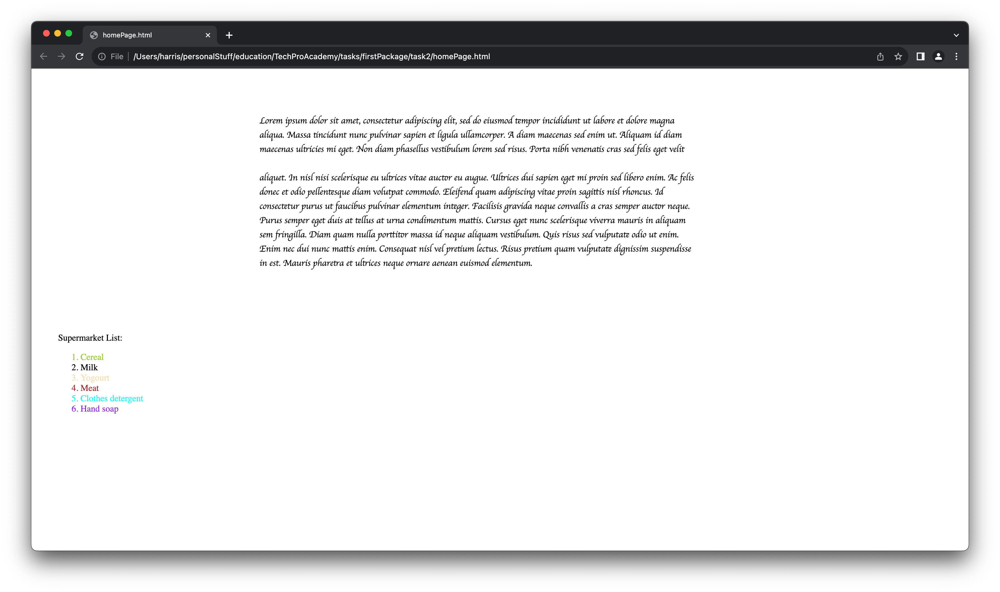 homePage.html
File
/Users/harris/personalStuff/education/TechProAcademy/tasks/firstPackage/task2/homePage.html
Lorem ipsum dolor sit amet, consectetur adipiscing elit, sed do eiusmod tempor incididunt ut labore et dolore magna
aliqua. Massa tincidunt nunc pulvinar sapien et ligula ullamcorper. A diam maecenas sed enim ut. Aliquam id diam
maecenas ultricies mi eget. Non diam phasellus vestibulum lorem sed risus. Porta nibh venenatis cras sed felis eget velit
aliquet. In nisl nisi scelerisque eu ultrices vitae auctor eu augue. Ultrices dui sapien eget mi proin sed libero enim. Ac felis
donec et odio pellentesque diam volutpat commodo. Eleifend quam adipiscing vitae proin sagittis nisl rhoncus. Id
consectetur purus ut faucibus pulvinar elementum integer. Facilisis gravida neque convallis a cras semper auctor neque.
Purus semper eget duis at tellus at urna condimentum mattis. Cursus eget nunc scelerisque viverra mauris in aliquam
sem fringilla. Diam quam nulla porttitor massa id neque aliquam vestibulum. Quis risus sed vulputate odio ut enim.
Enim nec dui nunc mattis enim. Consequat nisl vel pretium lectus. Risus pretium quam vulputate dignissim suspendisse
in est. Mauris pharetra et ultrices neque ornare aenean euismod elementum.
Supermarket List:
1. Cereal
2. Milk
3. Yogourt
4. Meat
5. Clothes detergent
6. Hand soap